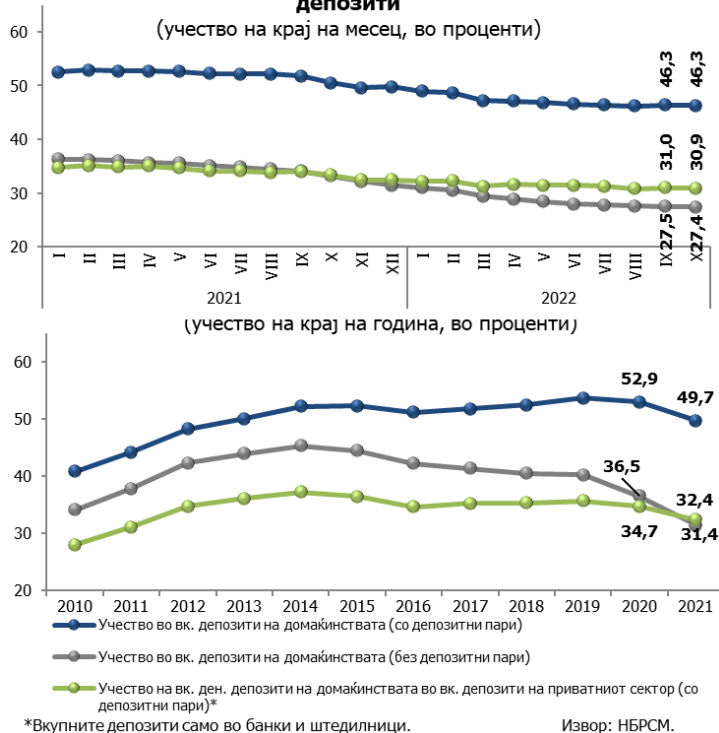 депозити
(учество на крај на месец, во проценти)
60
50
40
30
20
46,3
46,3
31,0
30,9
27,5
27,4
I II III IV V VI VII VIII IX X XI XII I II III IV V VI VII VIII IX X
2021 2022
(учество на крај на година, во проценти)
60
50
40
30
20
52,9
49,7
36,5
32,4
34,7
31,4
2010 2011 2012 2013 2014 2015 2016 2017 2018 2019 2020 2021
Учество во вк. депозити на домаќинствата (со депозитни пари)
Учество во вк. депозити на домаќинствата (без депозитни пари)
Учество на вк. ден. депозити на домаќинствата во вк. депозити на приватниот сектор (со
депозитни пари)*
*Вкупните депозити само во банки и штедилници. Извор: НБРСМ.